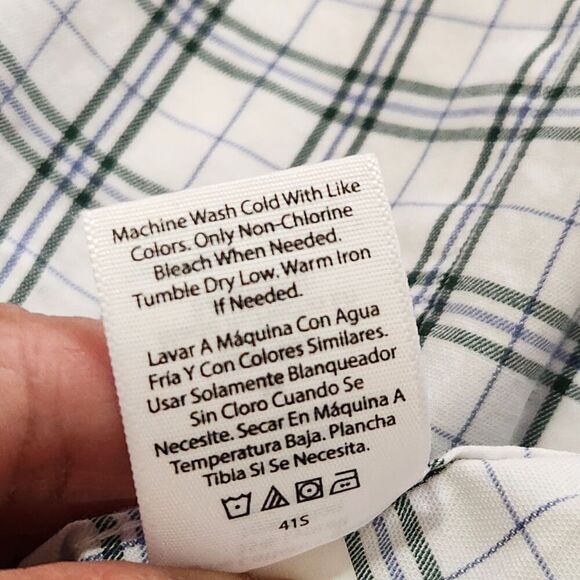 Machine Wash Cold With Like
Colors. Only Non-Chlorine
Bleach When Needed.
Tumble Dry Low. Warm Iron
If Needed.
Lavar A Máquina Con Agua
Fría Y Con Colores Similares.
Usar Solamente Blanqueador
Sin Cloro Cuando Se
Necesite. Secar En Máquina A
Temperatura Baja. Plancha
Tibia Si Se Necesita.
41S